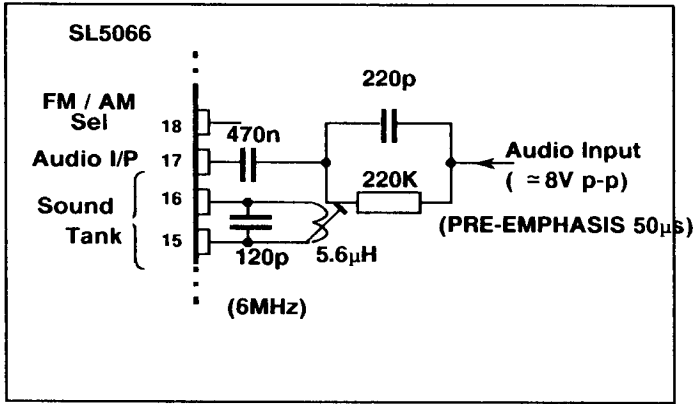 SL5066
FM / AM
Sel
18
470n
220p
Audio I/P
17
Audio Input
( ≃8V p-p)
220K
Sound
16
(PRE-EMPHASIS 50μs)
Tank
15
120p
5.6μH
(6MHz)